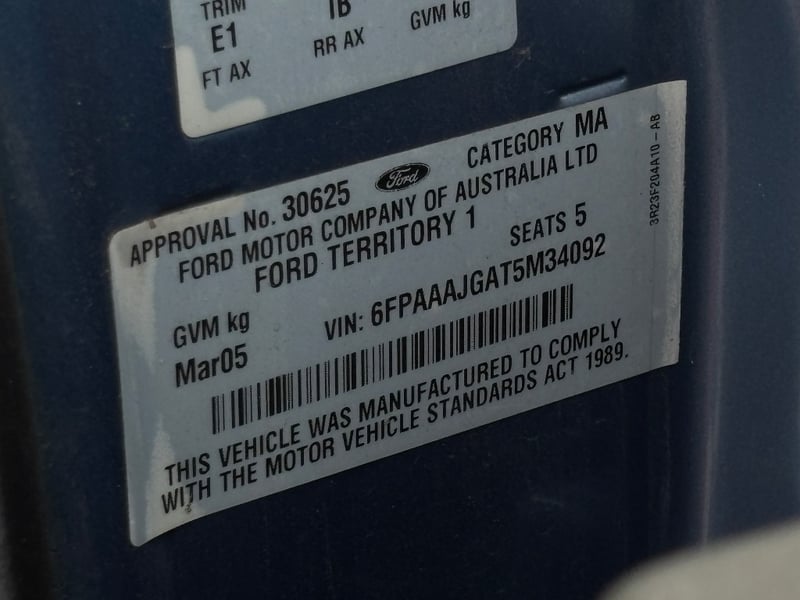 TRIM
IB
GVM kg
E1
FT AX
RR AX
APPROVAL No. 30625
Ford
CATEGORY MA
FORD MOTOR COMPANY OF AUSTRALIA LTD
FORD TERRITORY 1
SEATS 5
GVM kg
VIN: 6FPAAAJGAT5M34092
Mar05
THIS VEHICLE WAS MANUFACTURED TO COMPLY
WITH THE MOTOR VEHICLE STANDARDS ACT 1989.
3R23F204A10-AB